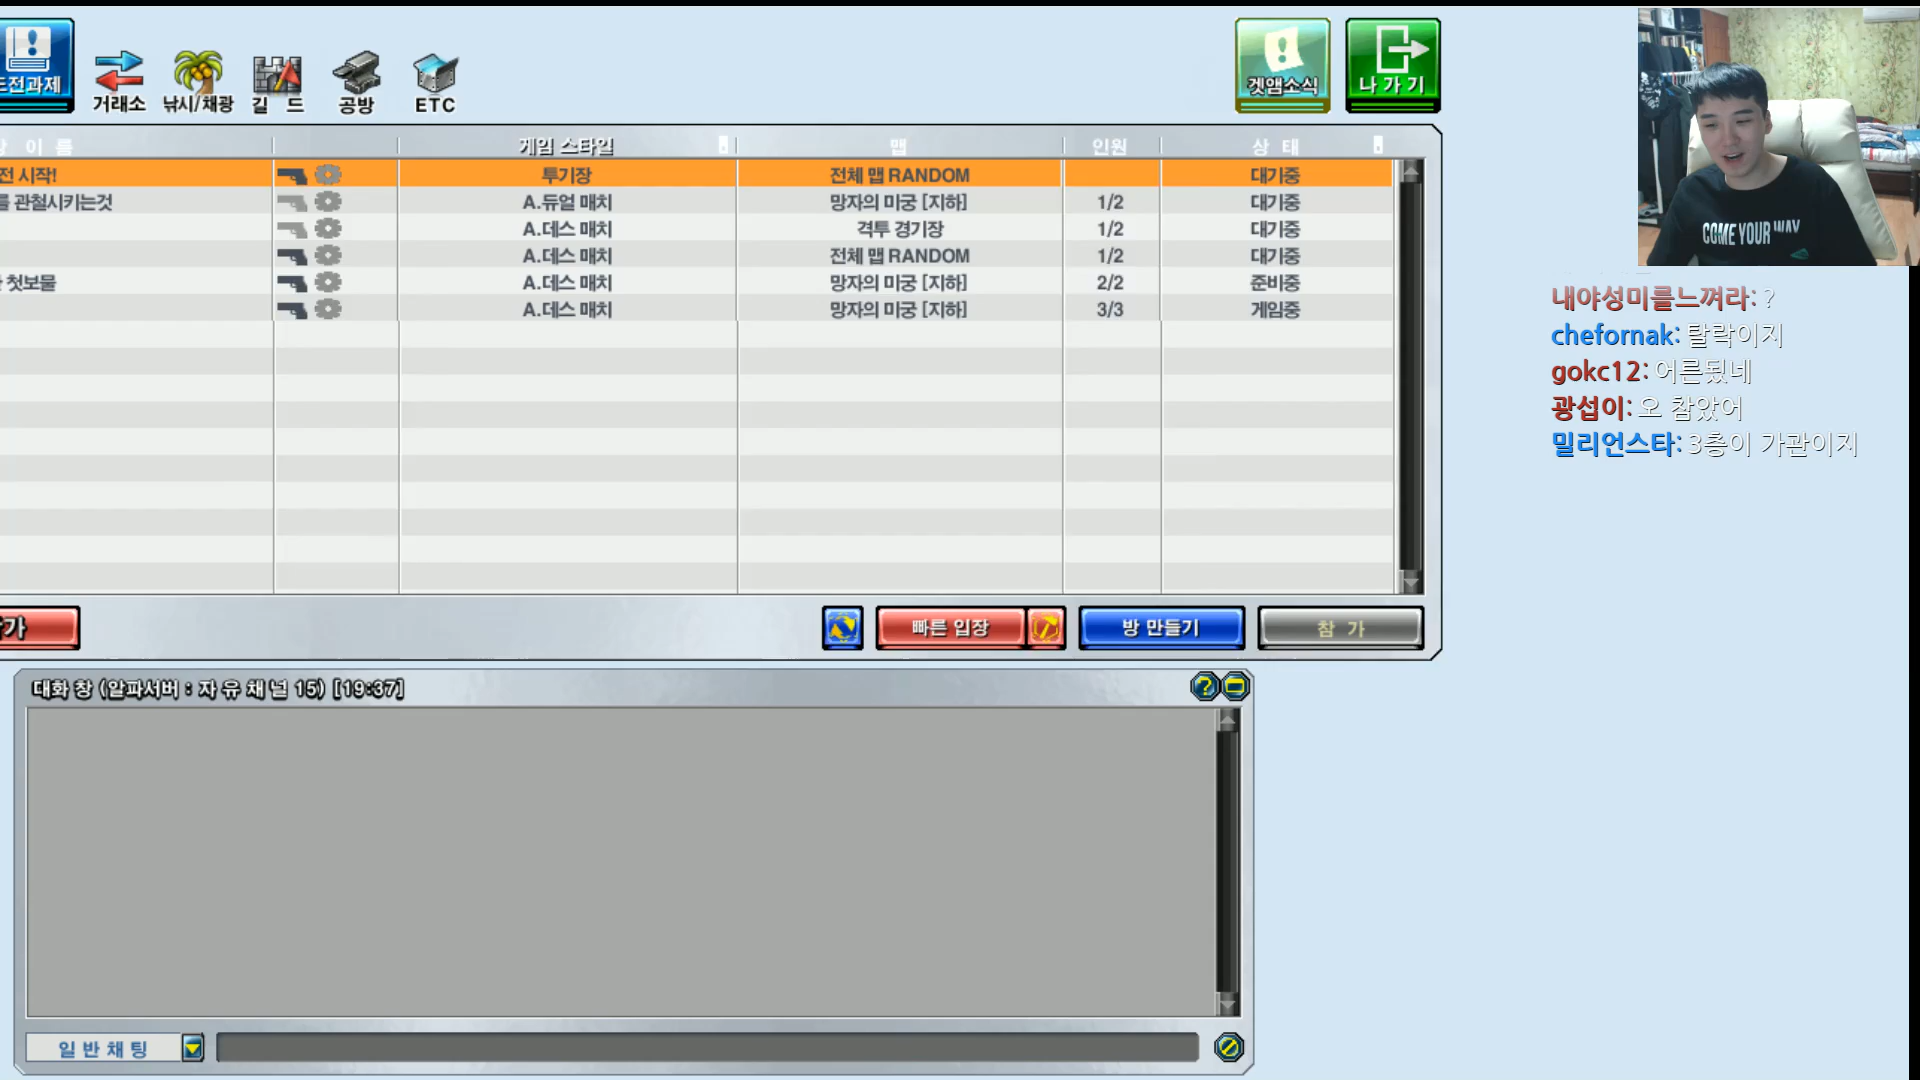 도전과제
거래소
낚시/채광
길 드
공방
ETC
겟앰소식
나가기
이 름
게임 스타일
맵
인원
상 태
전 시작!
투기장
전체 맵 RANDOM
대기중
를 관철시키는것
A.듀얼 매치
망자의 미궁 [지하]
1/2
대기중
A.데스 매치
격투 경기장
1/2
대기중
A.데스 매치
전체 맵 RANDOM
1/2
대기중
첫보물
A.데스 매치
망자의 미궁 [지하]
2/2
준비중
A.데스 매치
망자의 미궁 [지하]
3/3
게임중
가
빠른 입장
방 만들기
참 가
대화 창 (알파서버 : 자 유 채 널 15) [19:37]
일 반 채 팅
COME YOUR WAY
내야성미를느껴라: ?
chefornak: 탈락이지
gokc12: 어른됐네
광섭이: 오 참았어
밀리언스타: 3층이 가관이지